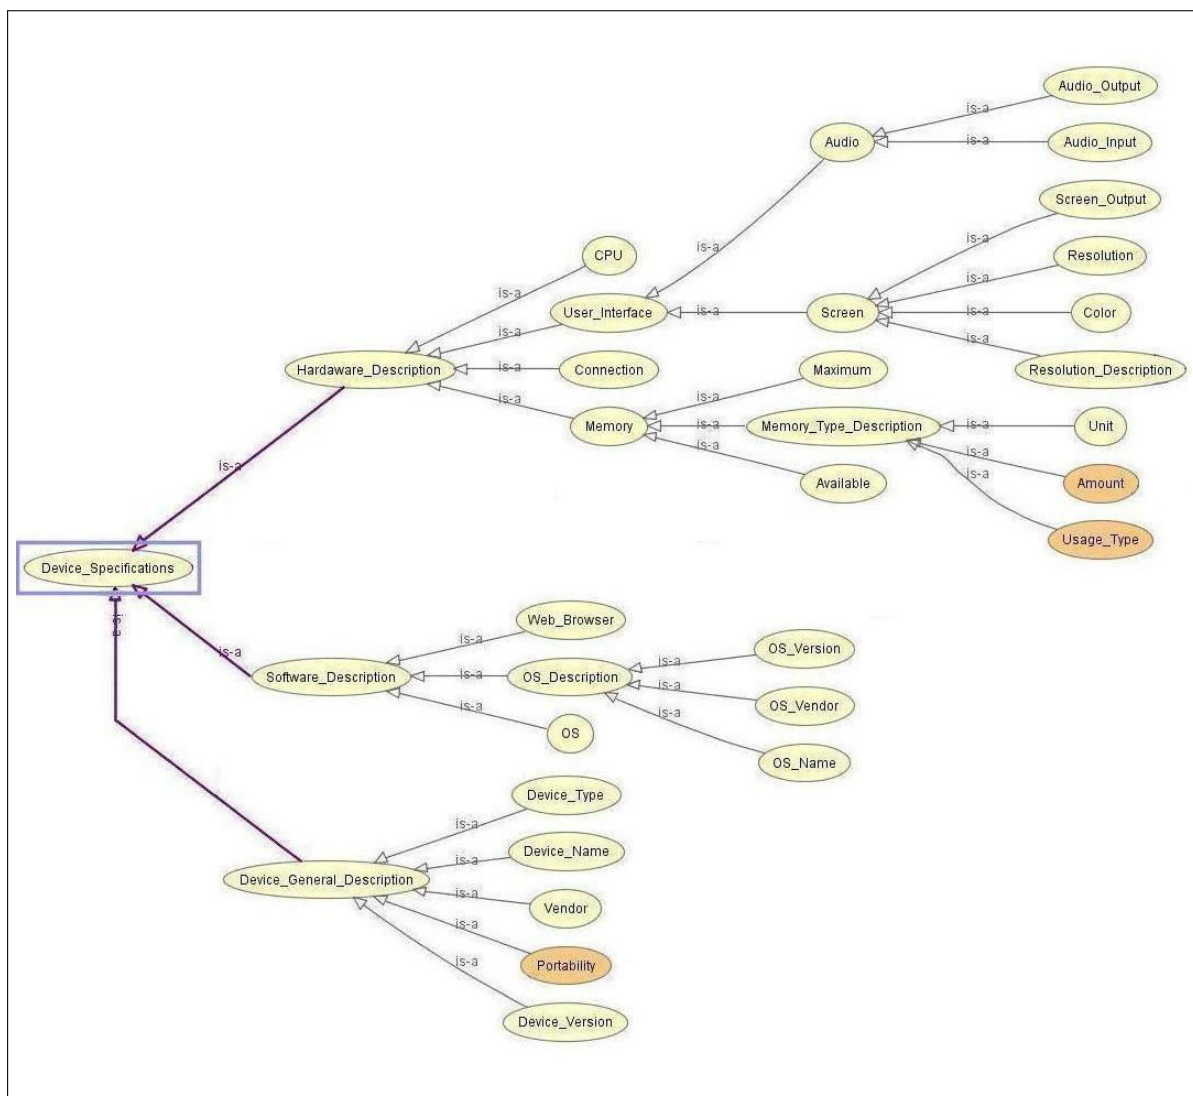 Audio_Output
is-a
Audio
is-a
Audio_Input
Screen_Output
is-a
is-a
CPU
Resolution
is-a
is-a
User_Interface
is-a
Screen
is-a
Color
is-a
is-a
Hardaware_Description
is-a
Connection
Maximum
Resolution_Description
is-a
is-a
Memory
is-a
Memory_Type_Description
is-a
Unit
is-a
is-a
is-a
is-a
Available
Amount
Usage_Type
Device_Specifications
is-a
Web_Browser
is-a
OS_Version
is-a
is-a
Software_Description
is-a
OS_Description
is-a
OS_Vendor
is-a
is-a
OS
OS_Name
Device_Type
is-a
Device_Name
is-a
Device_General_Description
is-a
Vendor
is-a
Portability
is-a
Device_Version